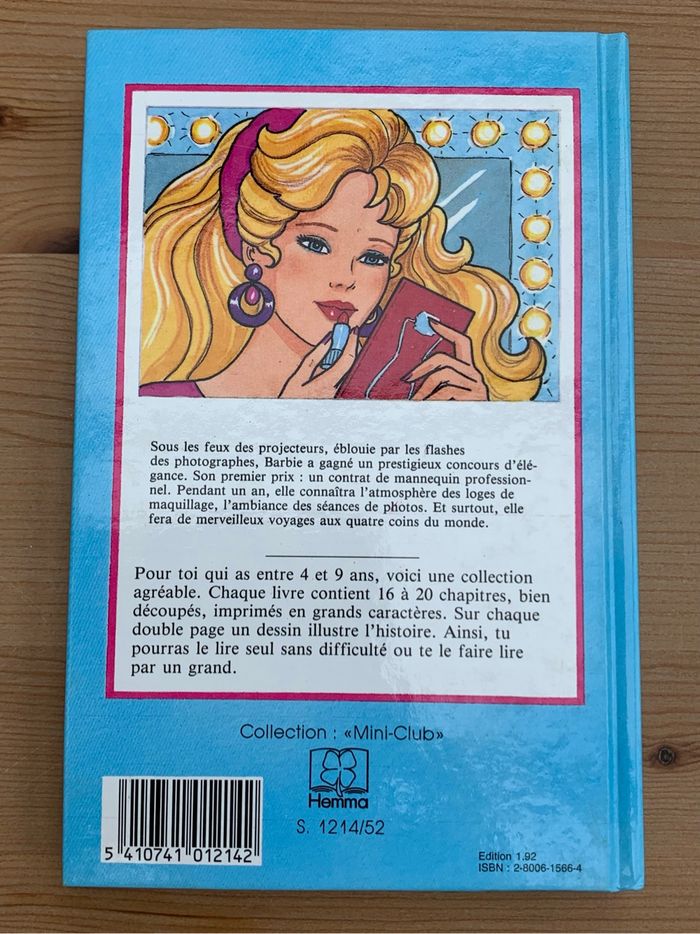 Sous les feux des projecteurs, éblouie par les flashes
des photographes, Barbie a gagné un prestigieux concours d'élé-
gance. Son premier prix : un contrat de mannequin profession-
nel. Pendant un an, elle connaîtra l'atmosphère des loges de
maquillage, l'ambiance des séances de photos. Et surtout, elle
fera de merveilleux voyages aux quatre coins du monde.
Pour toi qui as entre 4 et 9 ans, voici une collection
agréable. Chaque livre contient 16 à 20 chapitres, bien
découpés, imprimés en grands caractères. Sur chaque
double page un dessin illustre l'histoire. Ainsi, tu
pourras le lire seul sans difficulté ou te le faire lire
par un grand.
Collection : «Mini-Club»
Hemma
S. 1214/52
5 410741 012142
Edition 1.92
ISBN : 2-8006-1566-4